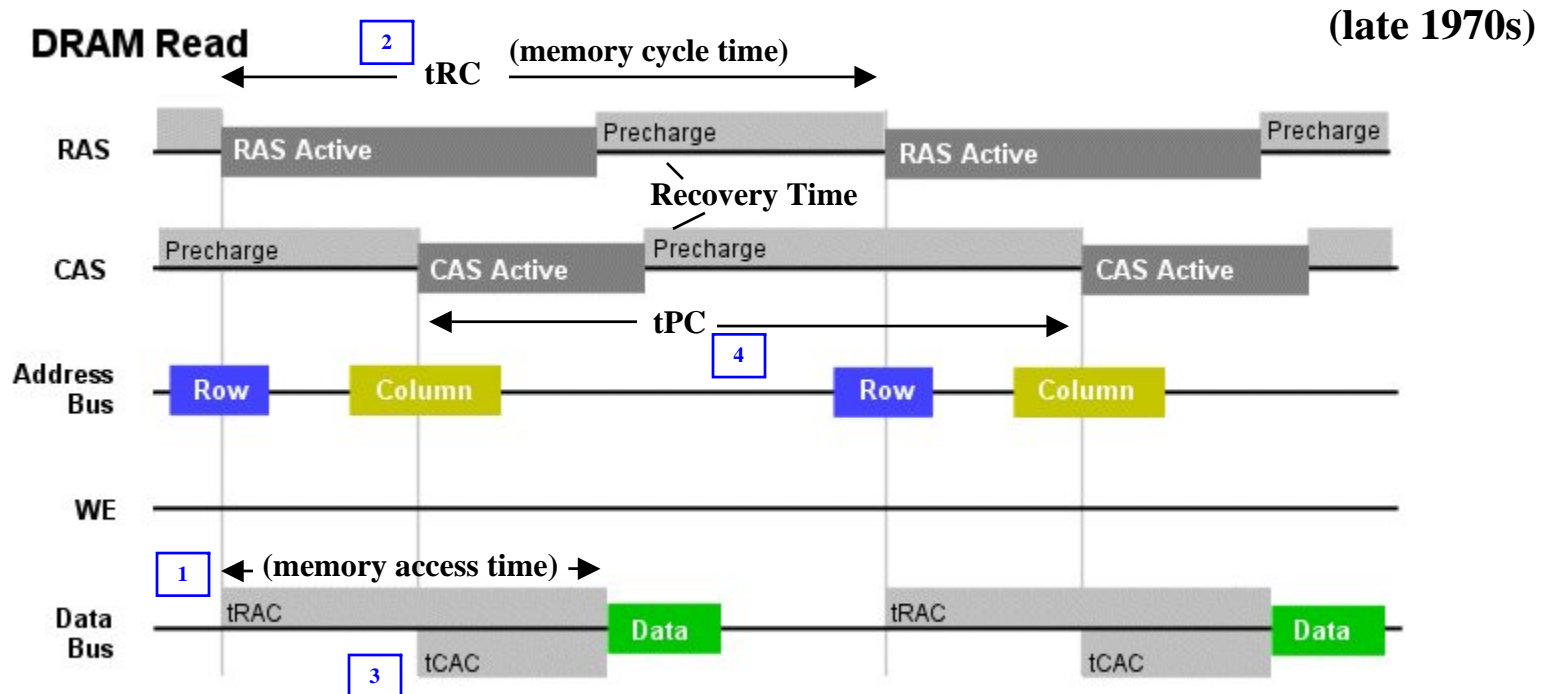 (late 1970s)
DRAM Read
2
(memory cycle time)
tRC
RAS
RAS Active
Precharge
RAS Active
Precharge
Recovery Time
CAS
Precharge
CAS Active
Precharge
CAS Active
tPC
4
Address
Bus
Row
Column
Row
Column
WE
1
(memory access time)
Data
Bus
tRAC
Data
tRAC
Data
3
tCAC
tCAC